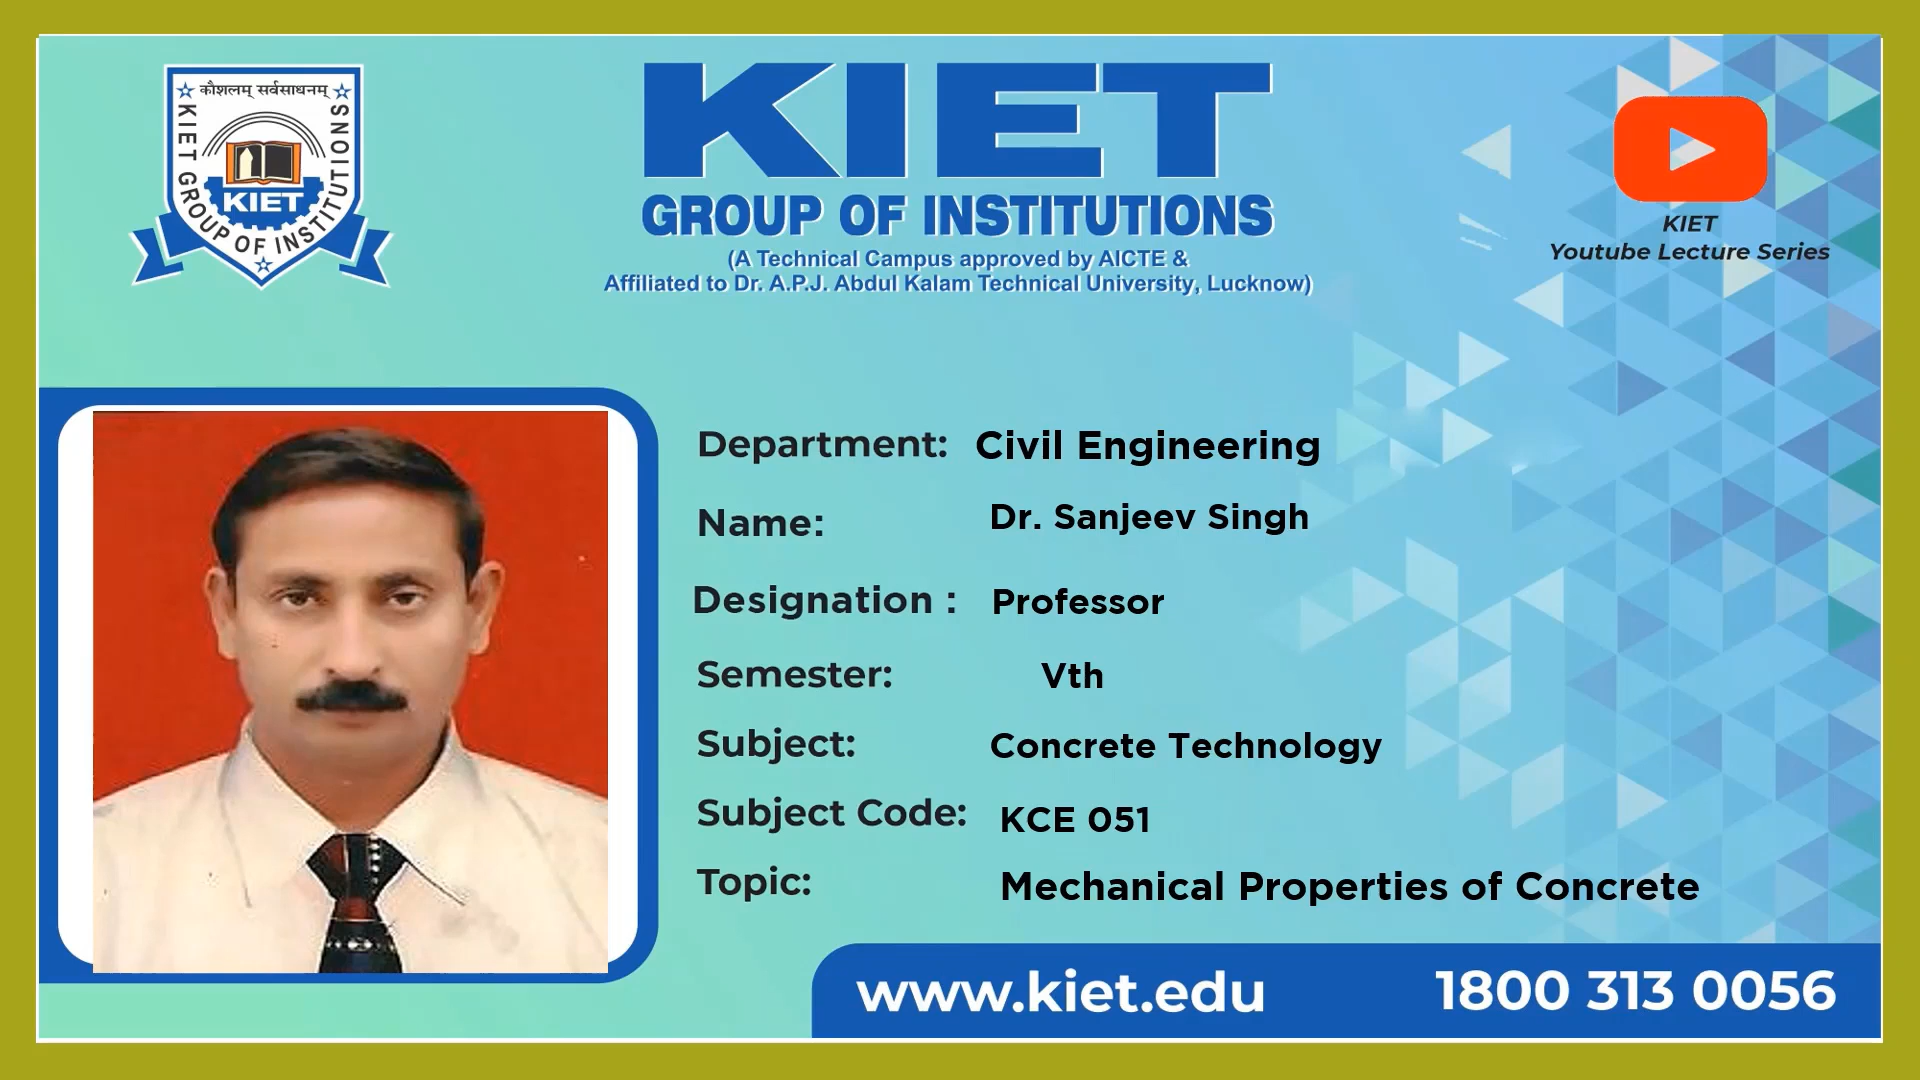 कौशलम् सर्वसाधनम्
KIET GROUP OF INSTITUTIONS
KIET
KIET
GROUP OF INSTITUTIONS
(A Technical Campus approved by AICTE &
Affiliated to Dr. A.P.J. Abdul Kalam Technical University, Lucknow)
KIET
Youtube Lecture Series
Department: Civil Engineering
Name: Dr. Sanjeev Singh
Designation : Professor
Semester: Vth
Subject: Concrete Technology
Subject Code: KCE 051
Topic: Mechanical Properties of Concrete
www.kiet.edu 1800 313 0056